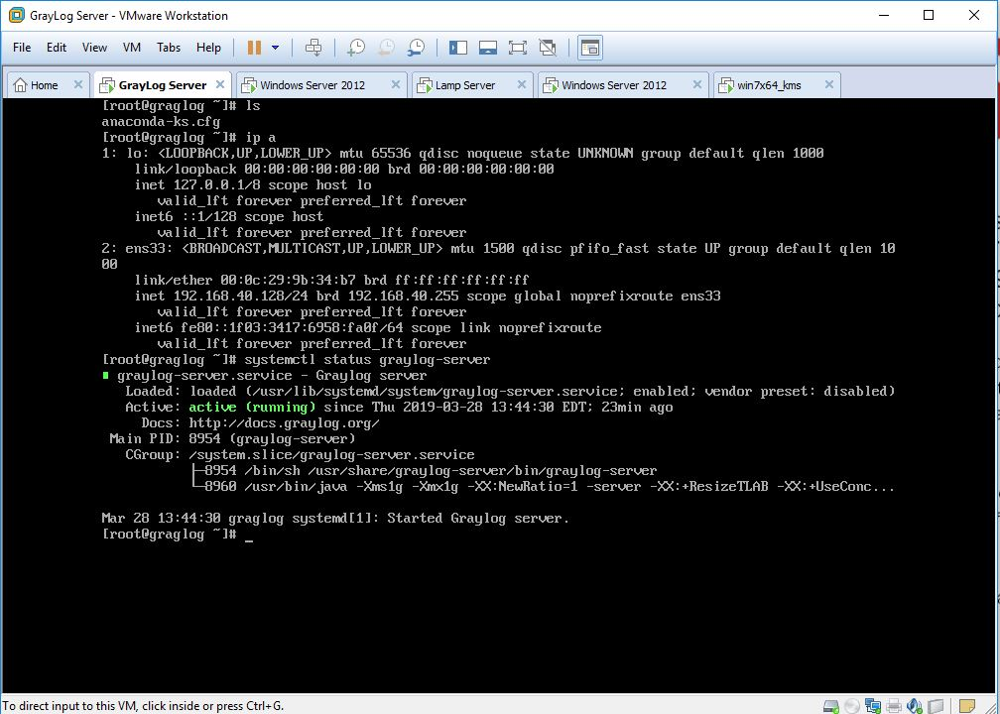 GrayLog Server - VMware Workstation
File Edit View VM Tabs Help
Home GrayLog Server Windows Server 2012 Lamp Server Windows Server 2012 win7x64_kms
[root@graglog ~]# ls
anaconda-ks.cfg
[root@graglog ~]# ip a
1: lo: <LOOPBACK,UP,LOWER_UP> mtu 65536 qdisc noqueue state UNKNOWN group default qlen 1000
link/loopback 00:00:00:00:00:00 brd 00:00:00:00:00:00
inet 127.0.0.1/8 scope host lo
valid_lft forever preferred_lft forever
inet6 ::1/128 scope host
valid_lft forever preferred_lft forever
2: ens33: <BROADCAST,MULTICAST,UP,LOWER_UP> mtu 1500 qdisc pfifo_fast state UP group default qlen 10
00
link/ether 00:0c:29:9b:34:b7 brd ff:ff:ff:ff:ff:ff
inet 192.168.40.128/24 brd 192.168.40.255 scope global noprefixroute ens33
valid_lft forever preferred_lft forever
inet6 fe80::1f03:3417:6958:fa0f/64 scope link noprefixroute
valid_lft forever preferred_lft forever
[root@graglog ~]# systemctl status graylog-server
graylog-server.service - Graylog server
Loaded: loaded (/usr/lib/systemd/system/graylog-server.service; enabled; vendor preset: disabled)
Active: active (running) since Thu 2019-03-28 13:44:30 EDT; 23min ago
Docs: http://docs.graylog.org/
Main PID: 8954 (graylog-server)
CGroup: /system.slice/graylog-server.service
├─8954 /bin/sh /usr/share/graylog-server/bin/graylog-server
└─8960 /usr/bin/java -Xms1g -Xmx1g -XX:NewRatio=1 -server -XX:+ResizeTLAB -XX:+UseConc...
Mar 28 13:44:30 graglog systemd[1]: Started Graylog server.
[root@graglog ~]# _
To direct input to this VM, click inside or press Ctrl+G.